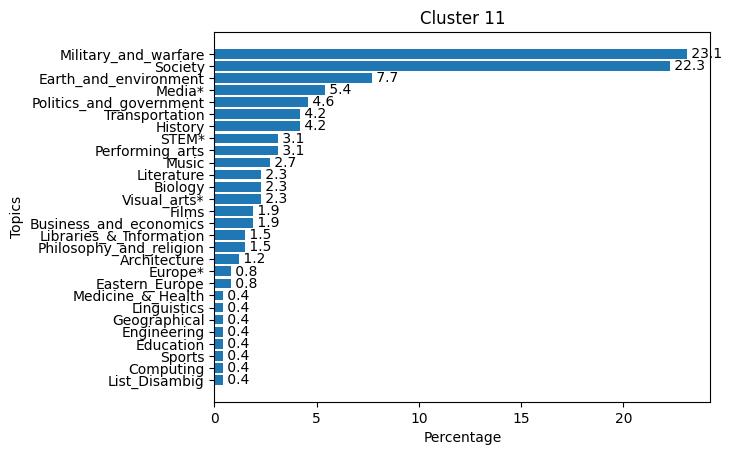 Cluster 11
Topics
Military_and_warfare 23.1
Society 22.3
Earth_and_environment 7.7
Media* 5.4
Politics_and_government 4.6
Transportation 4.2
History 4.2
STEM* 3.1
Performing_arts 3.1
Music 2.7
Literature 2.3
Biology 2.3
Visual_arts* 2.3
Films 1.9
Business_and_economics 1.9
Libraries_&_Information 1.5
Philosophy_and_religion 1.5
Architecture 1.2
Europe* 0.8
Eastern_Europe 0.8
Medicine_&_Health 0.4
Linguistics 0.4
Geographical 0.4
Engineering 0.4
Education 0.4
Sports 0.4
Computing 0.4
List_Disambig 0.4
0 5 10 15 20
Percentage